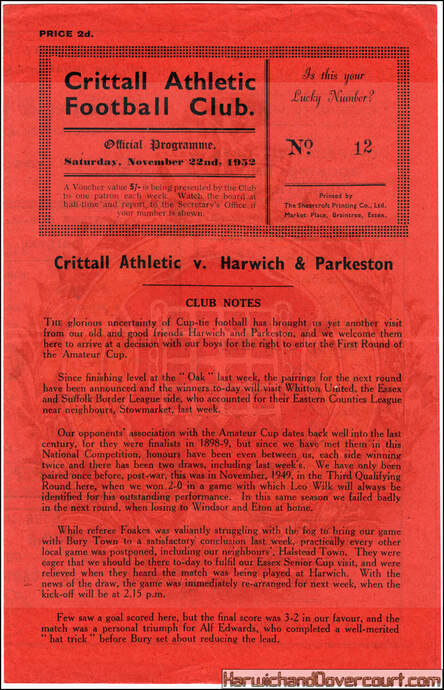 PRICE 2d.
Crittall Athletic
Football Club.
Official Programme.
Saturday, November 22nd, 1952
A Voucher value 5/- is being presented by the Club
to one patron each week. Watch the board at
half-time and report to the Secretary's Office if
your number is shewn.
Is this your
Lucky Number?
No 12
Printed by
The Shearcroft Printing Co., Ltd.
Market Place, Braintree, Essex.
Crittall Athletic v. Harwich & Parkeston
CLUB NOTES
THE glorious uncertainty of Cup-tie football has brought us yet another visit
from our old and good friends Harwich and Parkeston, and we welcome them
here to arrive at a decision with our boys for the right to enter the First Round of
the Amateur Cup.
Since finishing level at the "Oak" last week, the pairings for the next round
have been announced and the winners to-day will visit Whitton United, the Essex
and Suffolk Border League side, who accounted for their Eastern Counties League
near neighbours, Stowmarket, last week.
Our opponents' association with the Amateur Cup dates back well into the last
century, for they were finalists in 1898-9, but since we have met them in this
National Competition, honours have been even between us, each side winning
twice and there has been two draws, including last week's. We have only been
paired once before, post-war, this was in November, 1949, in the Third Qualifying
Round here, when we won 2-0 in a game with which Leo Wilk will always be
identified for his outstanding performance. In this same season we failed badly
in the next round, when losing to Windsor and Eton at home.
While referee Foakes was valiantly struggling with the fog to bring our game
with Bury Town to a satisfactory conclusion last week, practically every other
local game was postponed, including our neighbours', Halstead Town. They were
eager that we should be there to-day to fulfil our Essex Senior Cup visit, and were
relieved when they heard the match was being played at Harwich. With the
news of the draw, the game was immediately re-arranged for next week, when the
kick-off will be at 2.15 p.m.
Few saw a goal scored here, but the final score was 3-2 in our favour, and the
match was a personal triumph for Alf Edwards, who completed a well-merited
"hat trick" before Bury set about reducing the lead.
HarwichandDovercourt.com